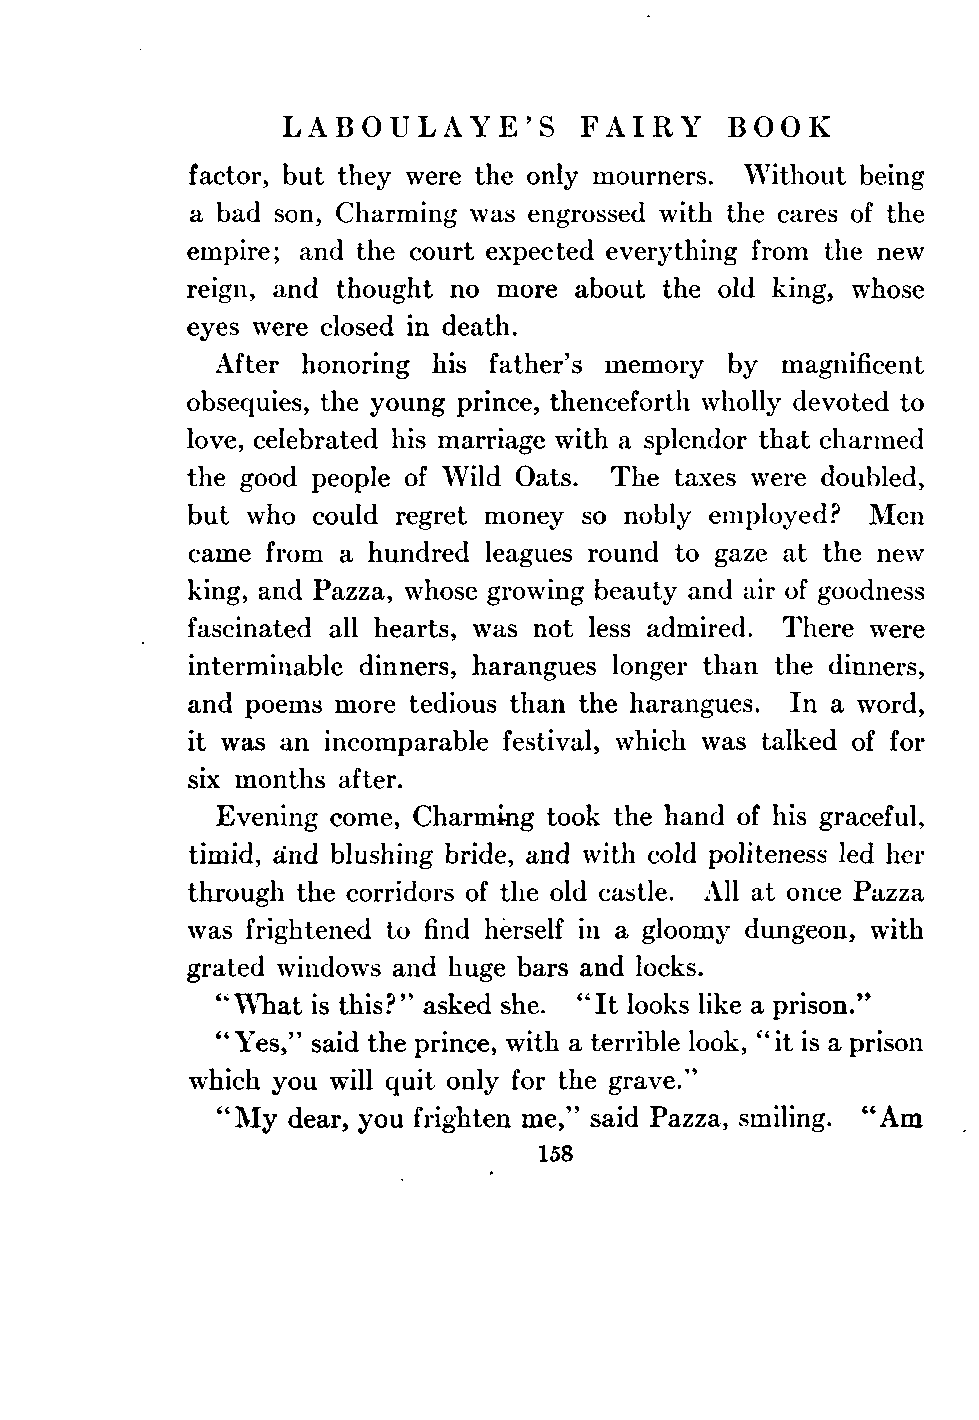 LABOULAYE'S FAIRY BOOK
factor, but they were the only mourners. Without being
a bad son, Charming was engrossed with the cares of the
empire; and the court expected everything from the new
reign, and thought no more about the old king, whose
eyes were closed in death.
After honoring his father's memory by magnificent
obsequies, the young prince, thenceforth wholly devoted to
love, celebrated his marriage with a splendor that charmed
the good people of Wild Oats. The taxes were doubled,
but who could regret money so nobly employed? Men
came from a hundred leagues round to gaze at the new
king, and Pazza, whose growing beauty and air of goodness
fascinated all hearts, was not less admired. There were
interminable dinners, harangues longer than the dinners,
and poems more tedious than the harangues. In a word,
it was an incomparable festival, which was talked of for
six months after.
Evening come, Charming took the hand of his graceful,
timid, and blushing bride, and with cold politeness led her
through the corridors of the old castle. All at once Pazza
was frightened to find herself in a gloomy dungeon, with
grated windows and huge bars and locks.
"What is this?" asked she. "It looks like a prison."
"Yes," said the prince, with a terrible look, "it is a prison
which you will quit only for the grave."
"My dear, you frighten me," said Pazza, smiling. "Am
158